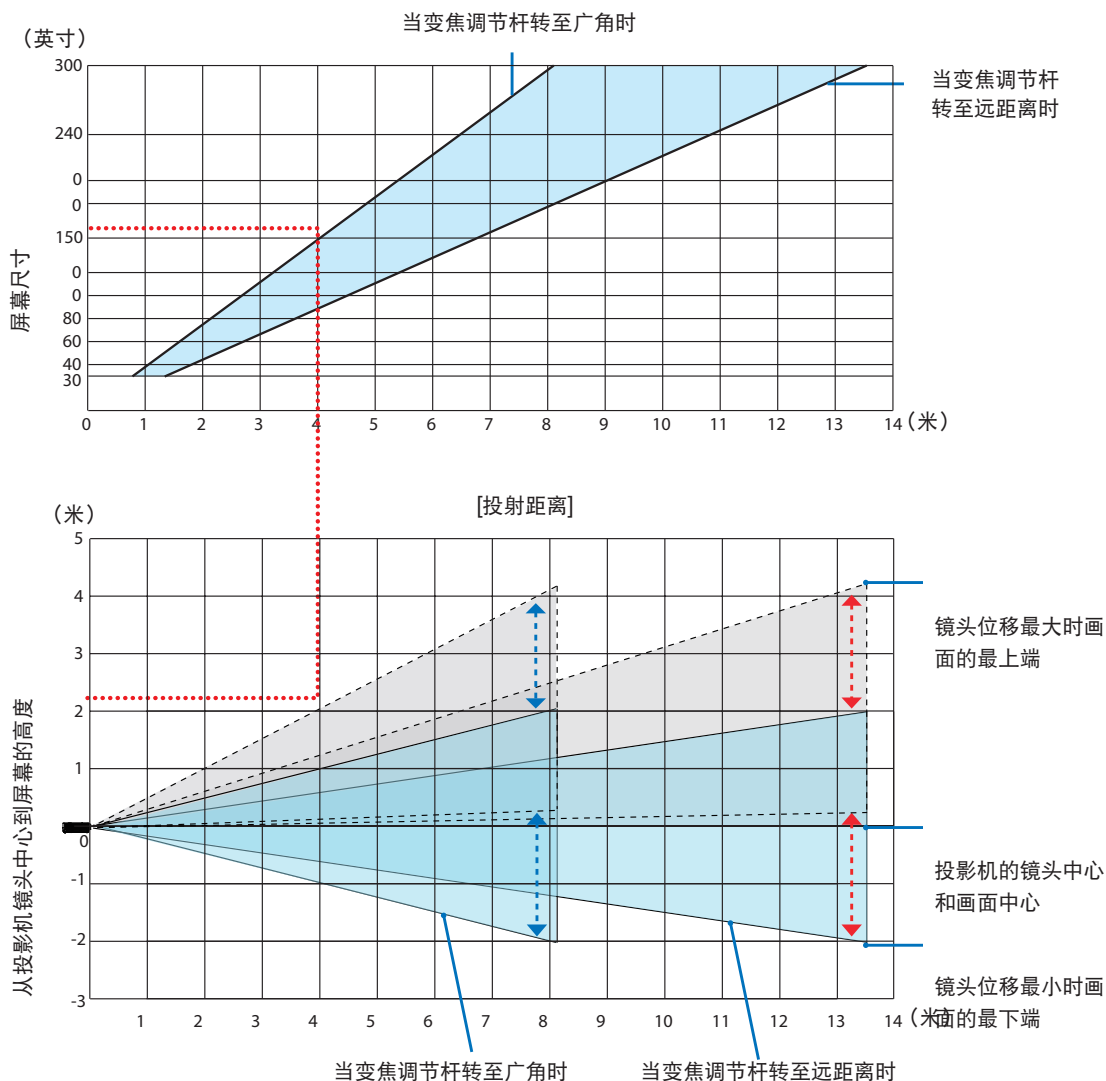 当变焦调节杆转至广角时
（英寸）
300
当变焦调节杆
转至远距离时
240
0
0
150
0
0
80
60
40
30
屏幕尺寸
0 1 2 3 4 5 6 7 8 9 10 11 12 13 14（米）
[投射距离]
（米）
5
4
3
2
1
0
-1
-2
-3
从投影机镜头中心到屏幕的高度
镜头位移最大时画
面的最上端
投影机的镜头中心
和画面中心
镜头位移最小时画
面的最下端
1 2 3 4 5 6 7 8 9 10 11 12 13 14（米）
当变焦调节杆转至广角时
当变焦调节杆转至远距离时